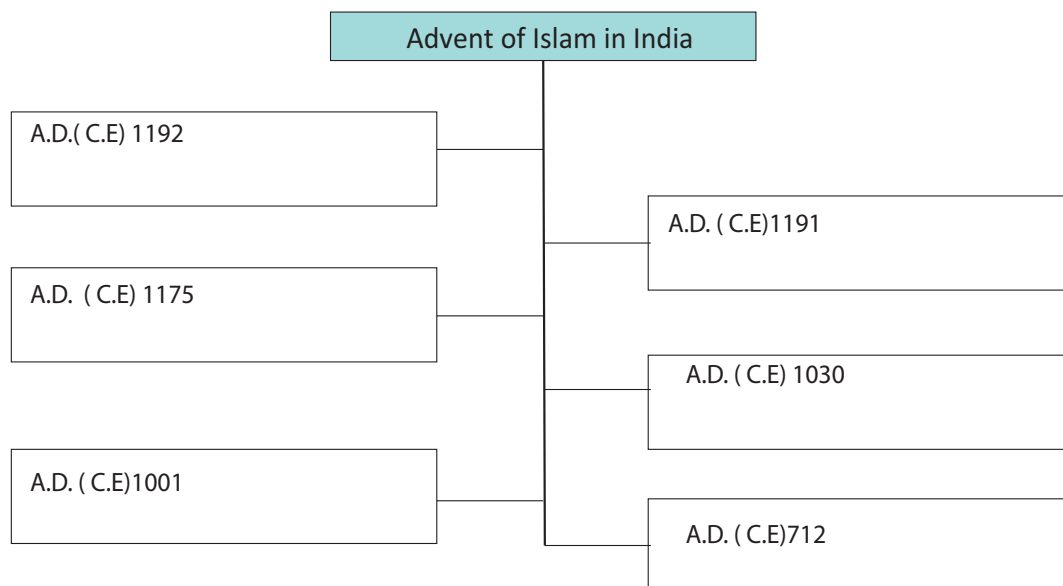 Advent of Islam in India
A.D.( C.E) 1192
A.D. ( C.E)1191
A.D. ( C.E) 1175
A.D. ( C.E) 1030
A.D. ( C.E)1001
A.D. ( C.E)712